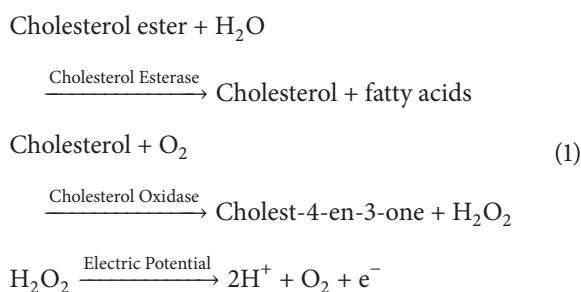 Cholesterol ester + H₂O
Cholesterol Esterase
⟶ Cholesterol + fatty acids
Cholesterol + O₂
(1)
Cholesterol Oxidase
⟶ Cholest-4-en-3-one + H₂O₂
H₂O₂ Electric Potential ⟶ 2H⁺ + O₂ + e⁻